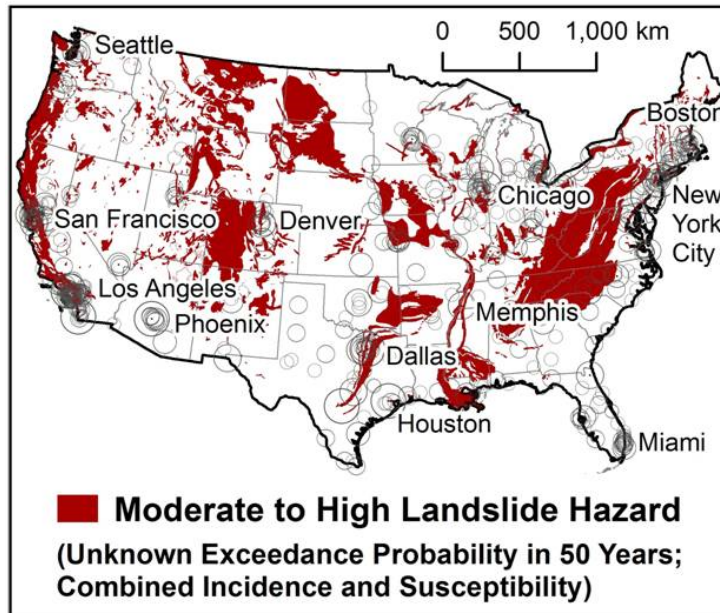 Seattle
0 500 1,000 km
Boston
Chicago
New
York
City
San Francisco
Denver
Los Angeles
Phoenix
Memphis
Dallas
Houston
Miami
Moderate to High Landslide Hazard
(Unknown Exceedance Probability in 50 Years;
Combined Incidence and Susceptibility)